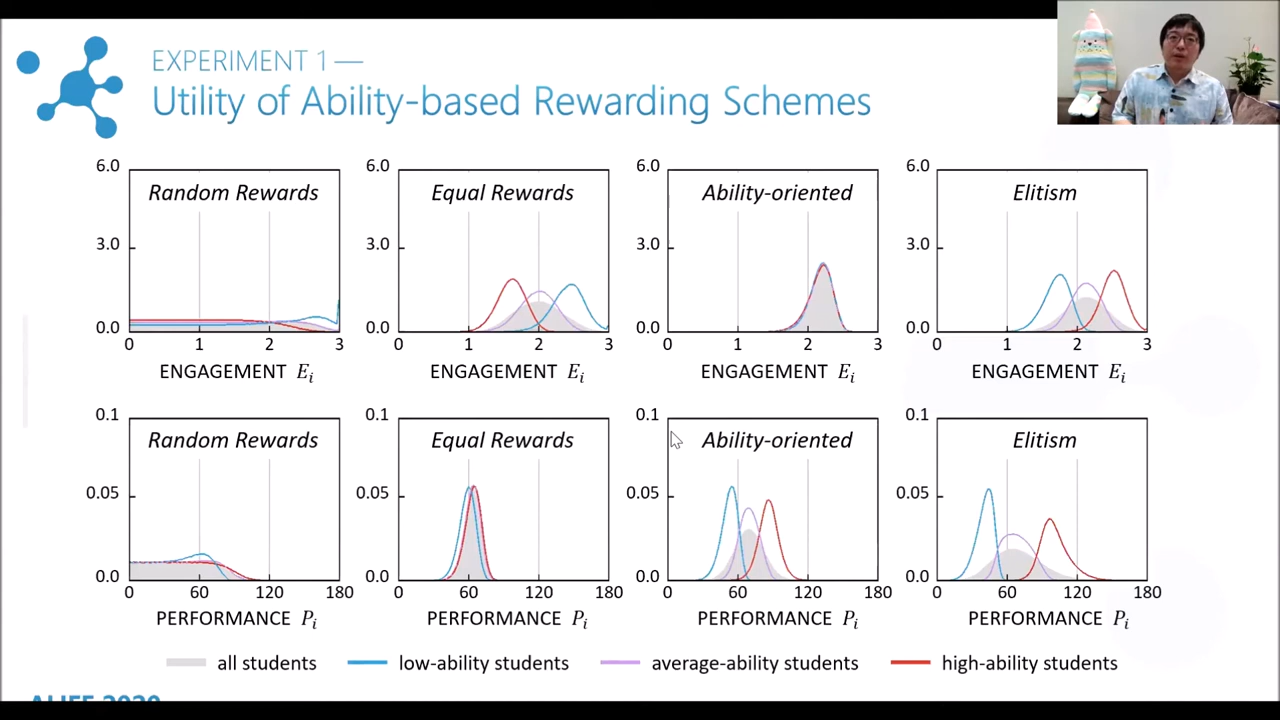 EXPERIMENT 1—
Utility of Ability-based Rewarding Schemes
6.0 6.0 6.0 6.0
Random Rewards Equal Rewards Ability-oriented Elitism
3.0 3.0 3.0 3.0
0.0 0.0 0.0 0.0
0 1 2 3 0 1 2 3 0 1 2 3 0 1 2 3
ENGAGEMENT Ei ENGAGEMENT Ei ENGAGEMENT Ei ENGAGEMENT Ei
0.1 0.1 0.1 0.1
Random Rewards Equal Rewards Ability-oriented Elitism
0.05 0.05 0.05 0.05
0.0 0.0 0.0 0.0
0 60 120 180 0 60 120 180 0 60 120 180 0 60 120 180
PERFORMANCE Pi PERFORMANCE Pi PERFORMANCE Pi PERFORMANCE Pi
all students low-ability students average-ability students high-ability students